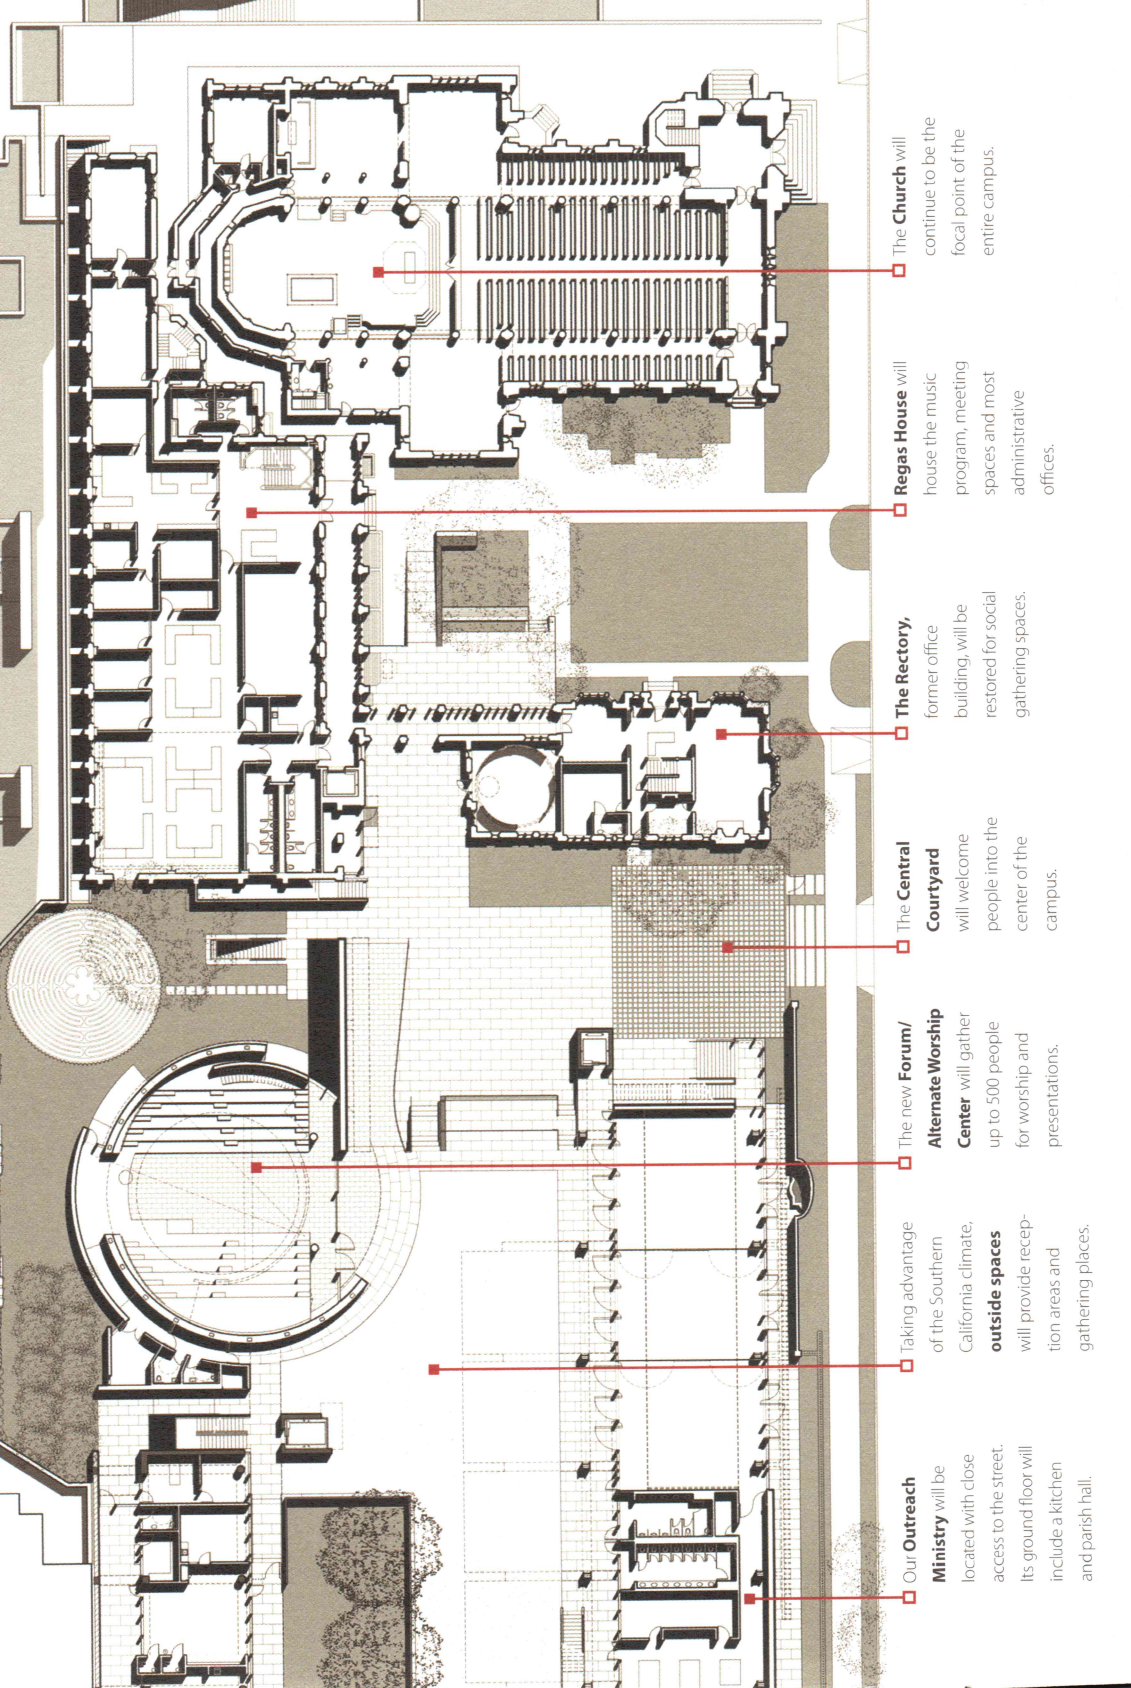 Our Outreach
Ministry will be
located with close
access to the street.
Its ground floor will
include a kitchen
and parish hall.
Taking advantage
of the Southern
California climate,
outside spaces
will provide recep-
tion areas and
gathering places.
The new Forum/
Alternate Worship
Center will gather
up to 500 people
for worship and
presentations.
The Central
Courtyard
will welcome
people into the
center of the
campus.
The Rectory,
former office
building, will be
restored for social
gathering spaces.
Regas House will
house the music
program, meeting
spaces and most
administrative
offices.
The Church will
continue to be the
focal point of the
entire campus.